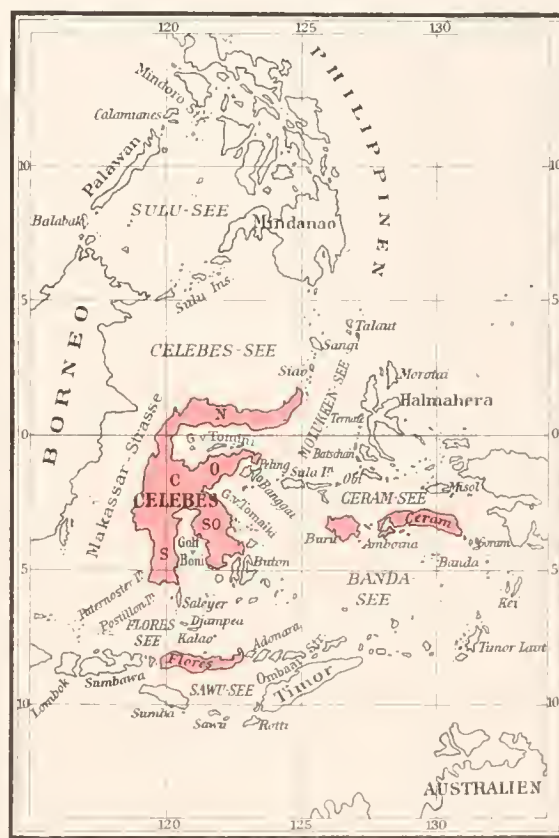 120
125
130
PHILIPPINEN
Mindoro Str.
Calamianes
10
10
Palawan
SULU-SEE
Balabak
Mindanao
5
Sulu Ins.
5
BORNEO
Talaut
CELEBES-SEE
Sangi
Siao
Morotai
MOLUKKEN-SEE
Halmahera
N
Ternate
0
G v Tomini
0
Makassar-Strasse
Batschan
O
Peling
Sula In.
Obi
C
Banggai
CERAM-SEE
Misol
CELEBES
G.v Tomaiki
SO
Buru
Ceram
Golf Boni
Amboina
Goram
S
Banda
Buton
5
5
BANDA-SEE
Paternoster In.
Kei
Postillon In.
Saleyer
FLORES SEE
Djampea
Kalao
Adonara
Timor Laut
Ombaai Str.
Flores
Lombok
Sumbawa
SAWU-SEE
Timor
10
10
Sumba
Sawu
Rotti
AUSTRALIEN
120
125
130